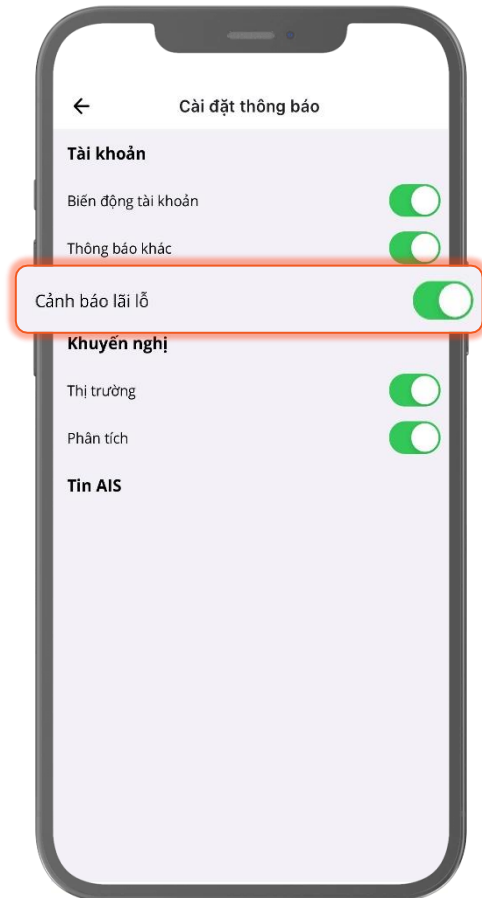 Cài đặt thông báo
Tài khoản
Biến động tài khoản
Thông báo khác
Cảnh báo lãi lỗ
Khuyến nghị
Thị trường
Phân tích
Tin AIS